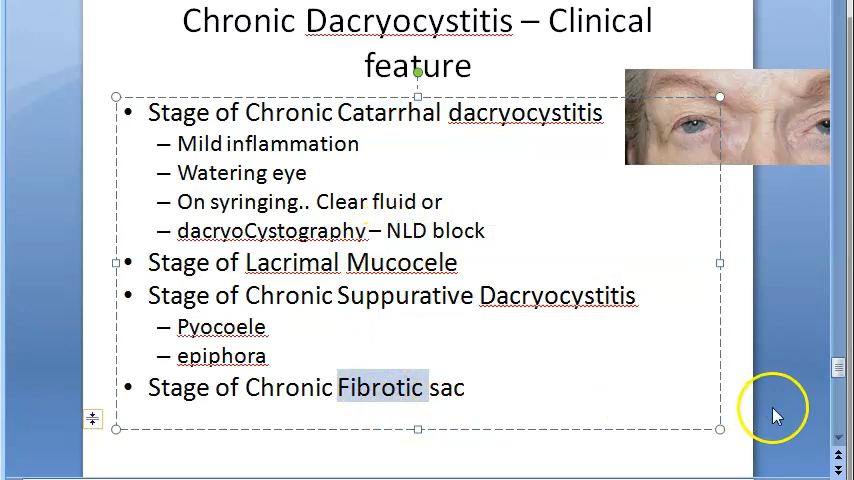 Chronic Dacryocystitis – Clinical
feature
• Stage of Chronic Catarrhal dacryocystitis
– Mild inflammation
– Watering eye
– On syringing.. Clear fluid or
– dacryoCystography – NLD block
• Stage of Lacrimal Mucocele
• Stage of Chronic Suppurative Dacryocystitis
– Pyocoele
– epiphora
• Stage of Chronic Fibrotic sac